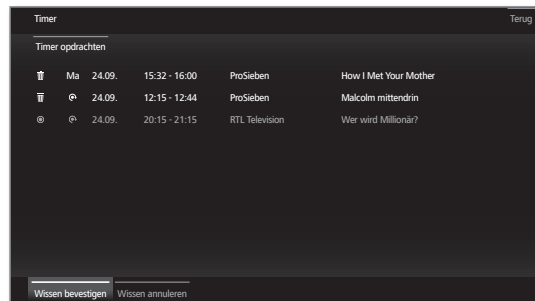 Timer Terug
Timer opdrachten
Ma 24.09. 15:32 - 16:00 ProSieben How I Met Your Mother
24.09. 12:15 - 12:44 ProSieben Malcolm mittendrin
24.09. 20:15 - 21:15 RTL Television Wer wird Millionär?
Wissen bevestigen Wissen annuleren